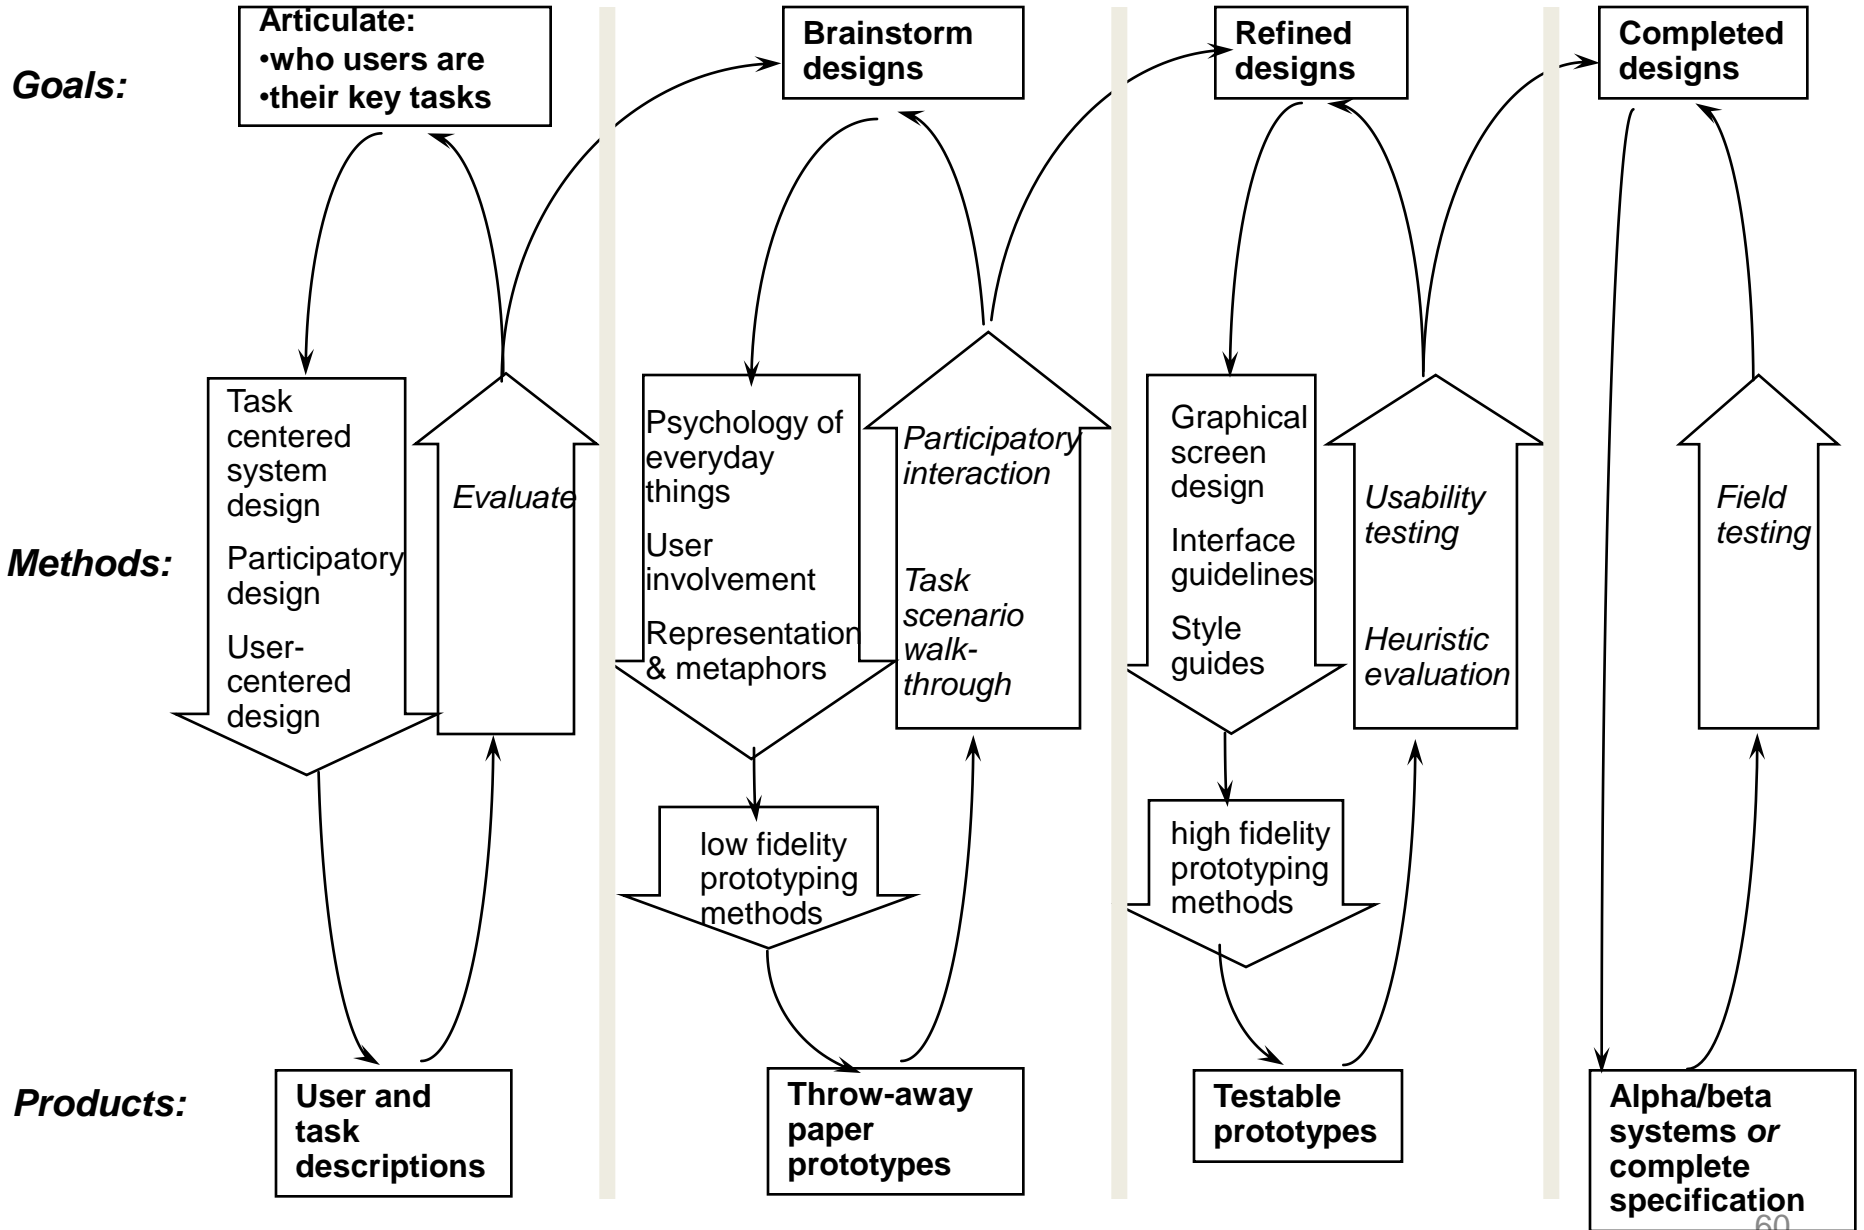 Goals:
Articulate:
•who users are
•their key tasks
Brainstorm
designs
Refined
designs
Completed
designs
Methods:
Task
centered
system
design
Participatory
design
User-
centered
design
Evaluate
Psychology of
everyday
things
User
involvement
Representation
& metaphors
Participatory
interaction
Task
scenario
walk-
through
low fidelity
prototyping
methods
Graphical
screen
design
Interface
guidelines
Style
guides
Usability
testing
Heuristic
evaluation
high fidelity
prototyping
methods
Field
testing
Products:
User and
task
descriptions
Throw-away
paper
prototypes
Testable
prototypes
Alpha/beta
systems or
complete
specification
60